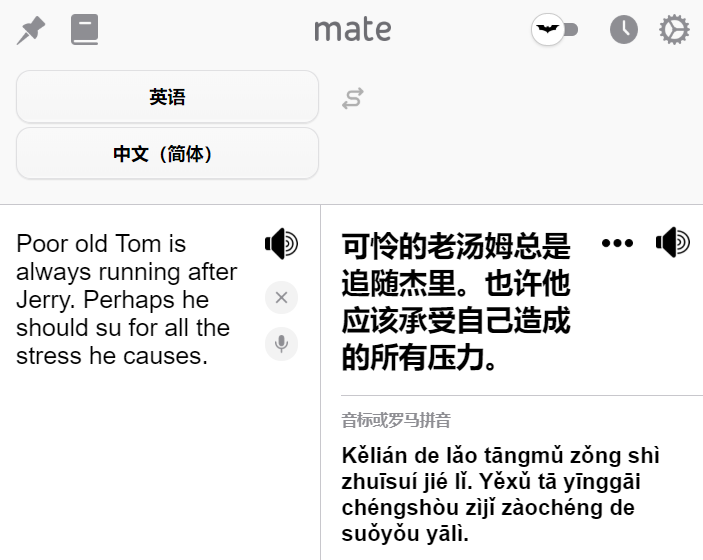 mate
英语
中文（简体）
Poor old Tom is
always running after
Jerry. Perhaps he
should su for all the
stress he causes.
可怜的老汤姆总是
追随杰里。也许他
应该承受自己造成
的所有压力。
音标或罗马拼音
Kělián de lǎo tāngmǔ zǒng shì
zhuīsuí jié lǐ. Yěxǔ tā yīnggāi
chéngshòu zìjǐ zàochéng de
suǒyǒu yālì.